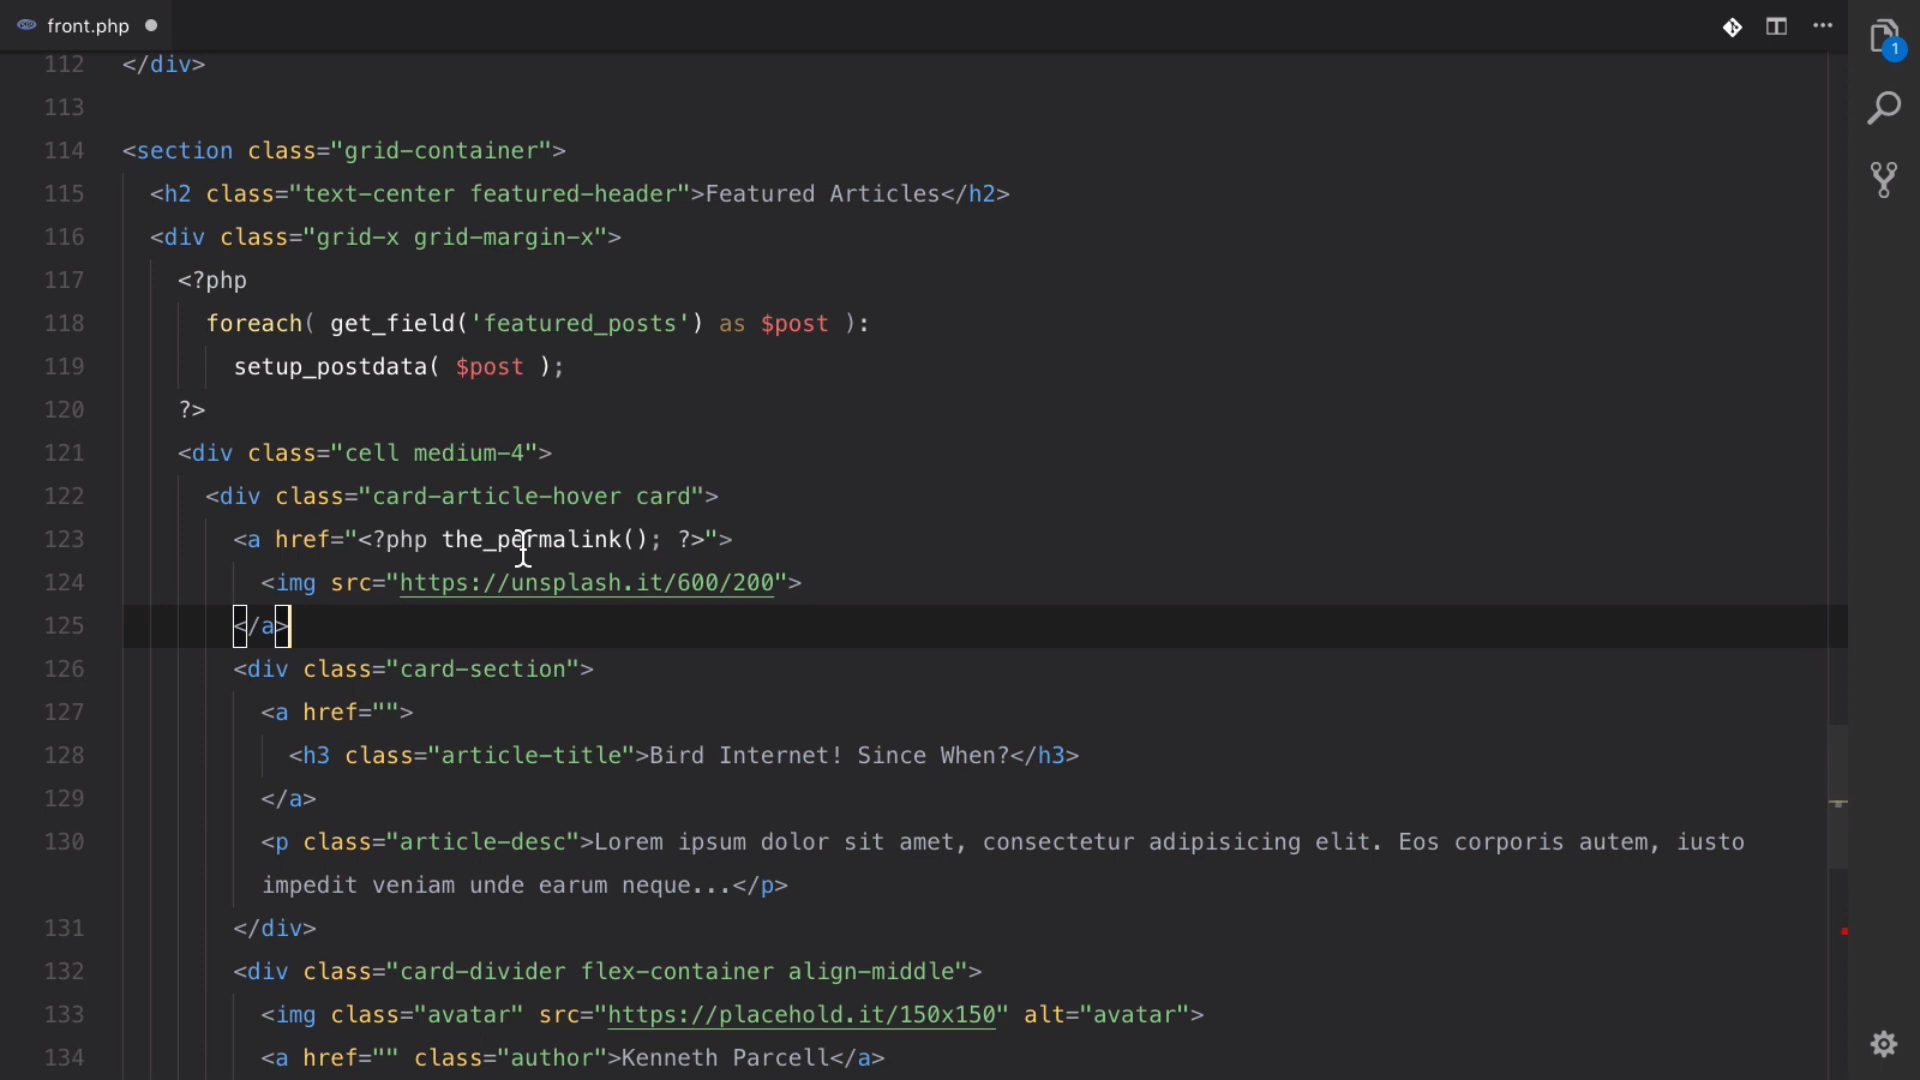 front.php
1
112 </div>
113
114 <section class="grid-container">
115 <h2 class="text-center featured-header">Featured Articles</h2>
116 <div class="grid-x grid-margin-x">
117 <?php
118 foreach( get_field('featured_posts') as $post ):
119 setup_postdata( $post );
120 ?>
121 <div class="cell medium-4">
122 <div class="card-article-hover card">
123 <a href="<?php the_permalink(); ?>">
124 <img src="https://unsplash.it/600/200">
125 </a>
126 <div class="card-section">
127 <a href="">
128 <h3 class="article-title">Bird Internet! Since When?</h3>
129 </a>
130 <p class="article-desc">Lorem ipsum dolor sit amet, consectetur adipisicing elit. Eos corporis autem, iusto
impedit veniam unde earum neque...</p>
131 </div>
132 <div class="card-divider flex-container align-middle">
133 <img class="avatar" src="https://placehold.it/150x150" alt="avatar">
134 <a href="" class="author">Kenneth Parcell</a>